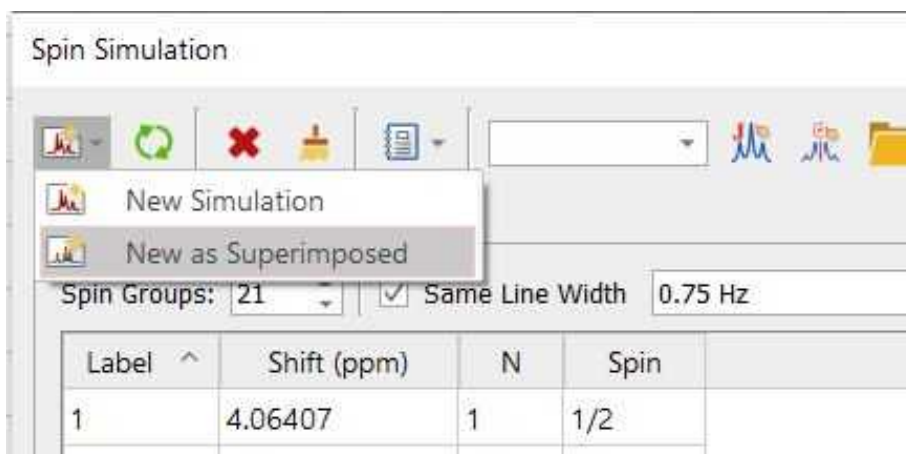 Spin Simulation
New Simulation
New as Superimposed
Spin Groups: 21 Same Line Width 0.75 Hz
Label Shift (ppm) N Spin
1 4.06407 1 1/2